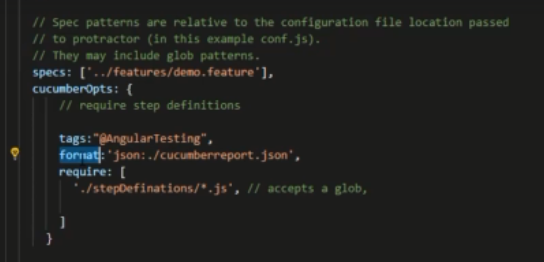 // Spec patterns are relative to the configuration file location passed
// to protractor (in this example conf.js).
// They may include glob patterns.
specs: ['../features/demo.feature'],
cucumberOpts: {
// require step definitions
tags:"@AngularTesting",
format:'json:./cucumberreport.json',
require: [
'./stepDefinations/*.js', // accepts a glob,
]
}